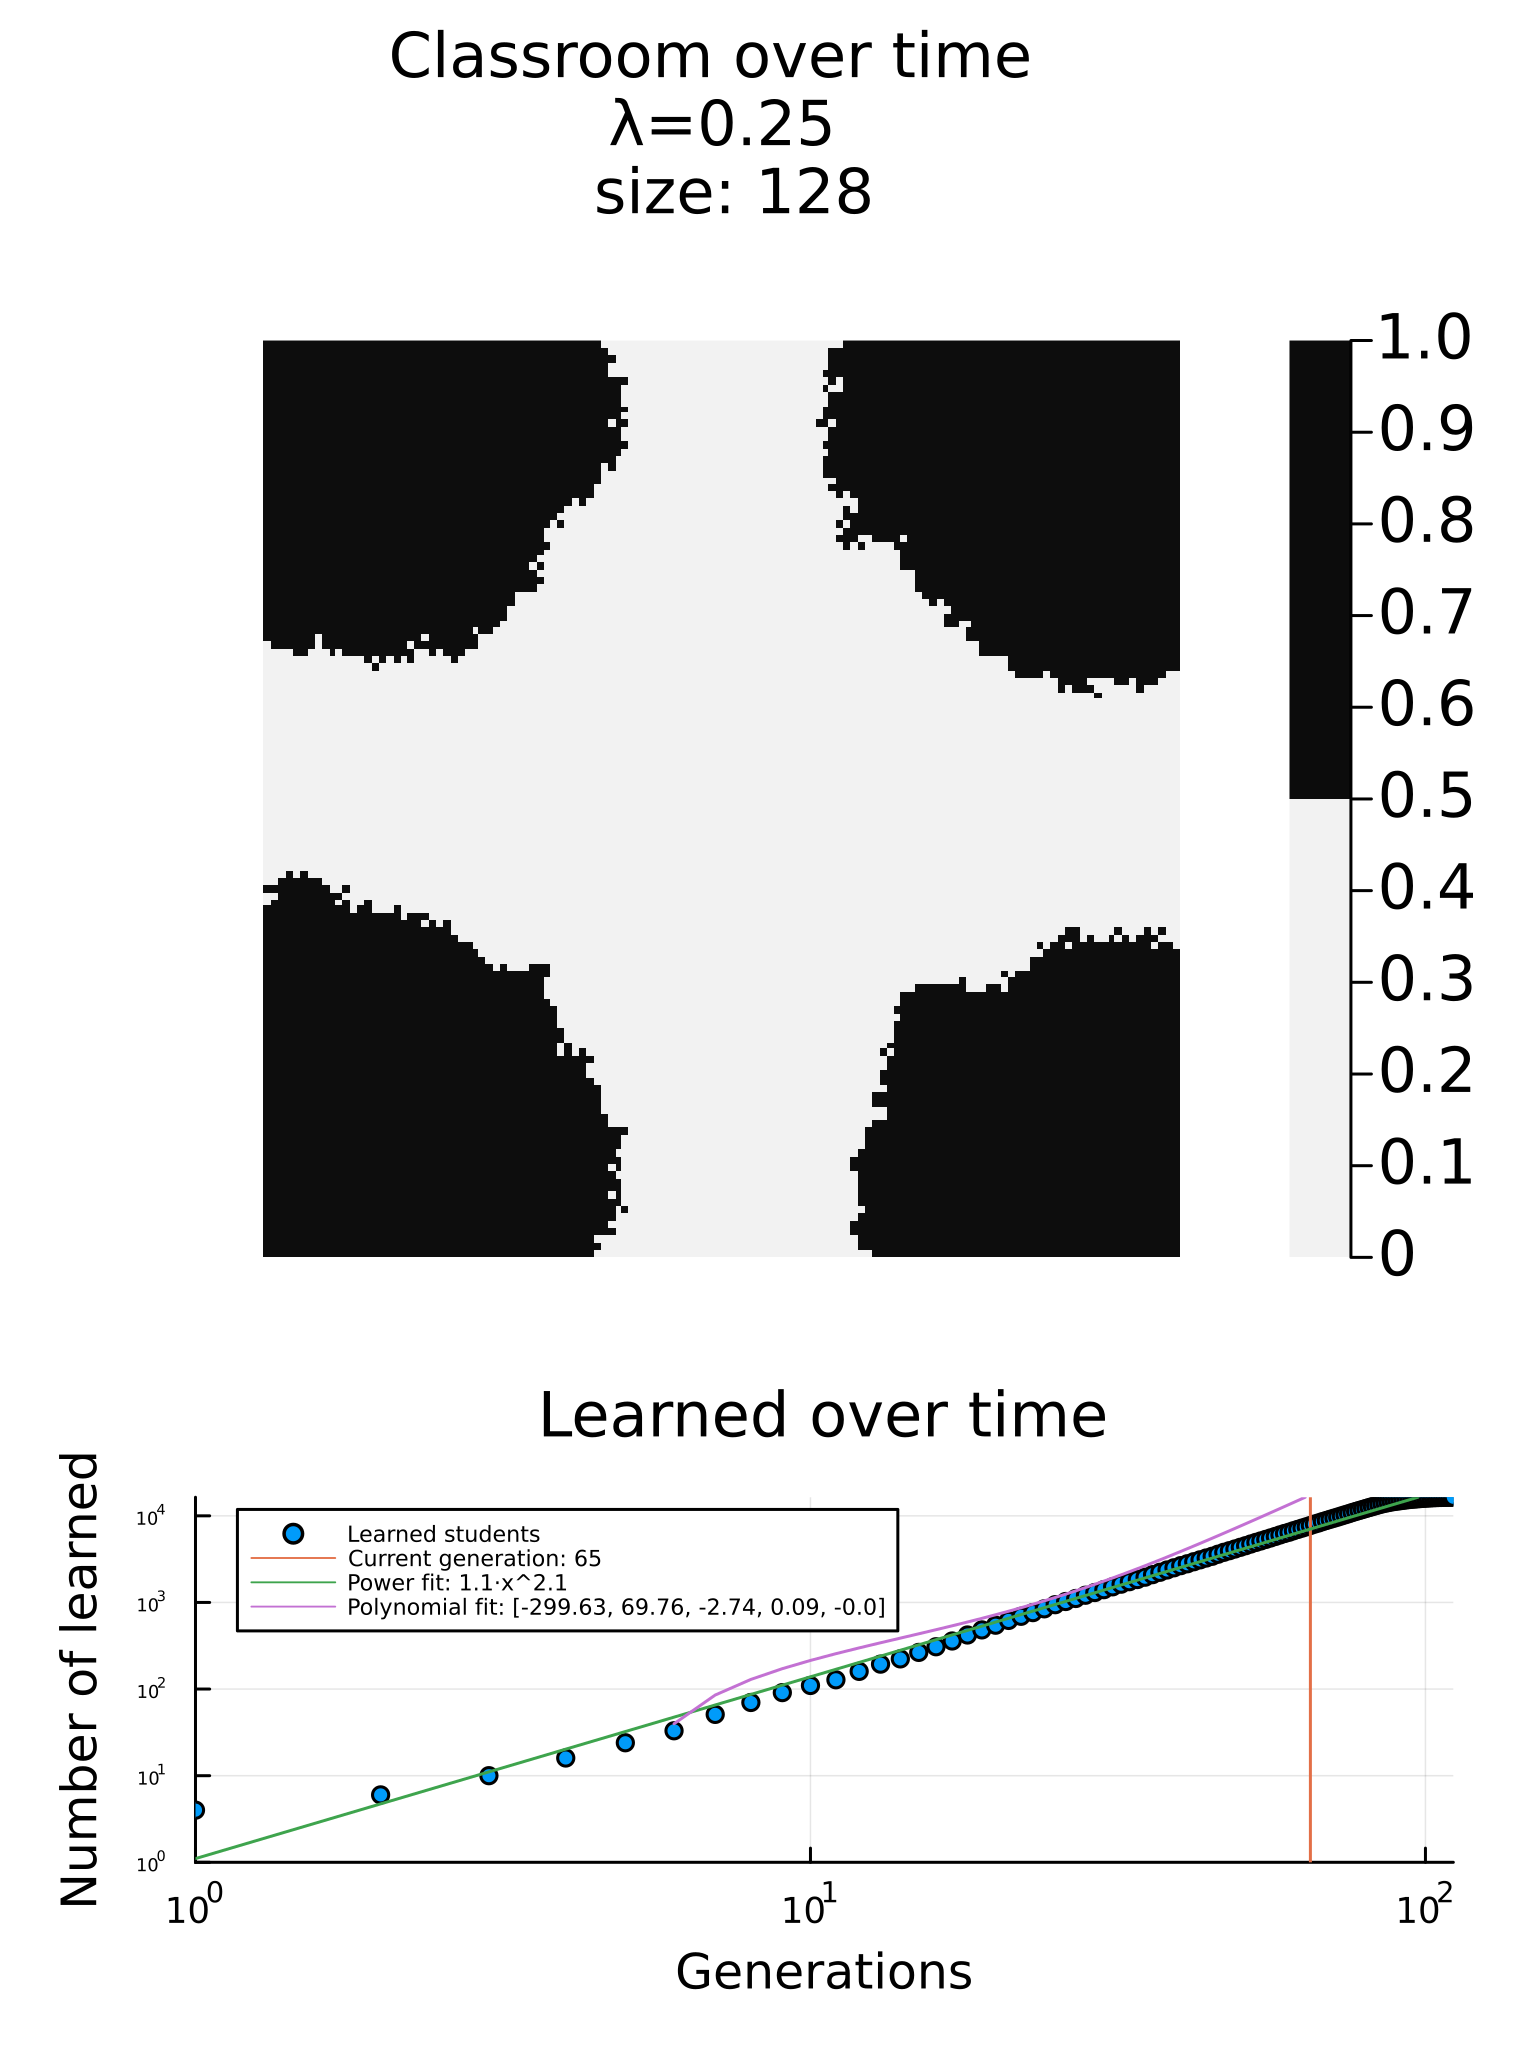 Classroom over time
λ=0.25
size: 128
1.0
0.9
0.8
0.7
0.6
0.5
0.4
0.3
0.2
0.1
0
Learned over time
Number of learned
10^4
10^3
10^2
10^1
10^0
Learned students
Current generation: 65
Power fit: 1.1·x^2.1
Polynomial fit: [-299.63, 69.76, -2.74, 0.09, -0.0]
10^0 10^1 10^2
Generations